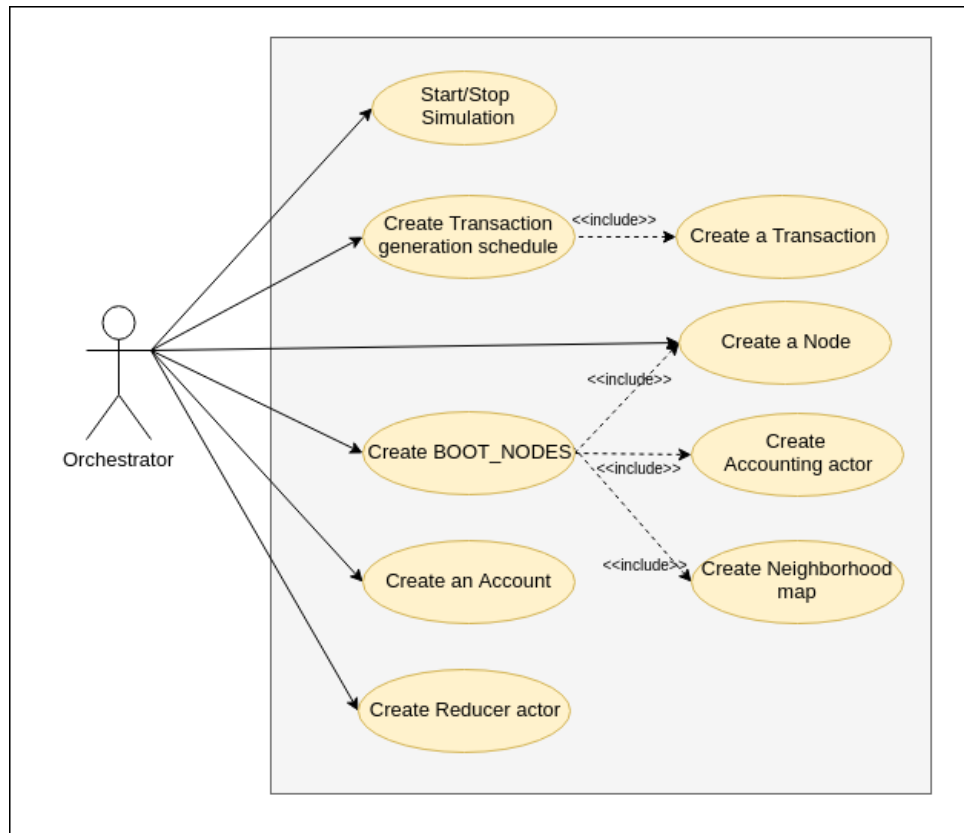 Start/Stop
Simulation
Create Transaction
generation schedule
<<include>>
Create a Transaction
Create a Node
<<include>>
Orchestrator
Create BOOT_NODES
<<include>>
Create
Accounting actor
Create an Account
<<include>>
Create Neighborhood
map
Create Reducer actor